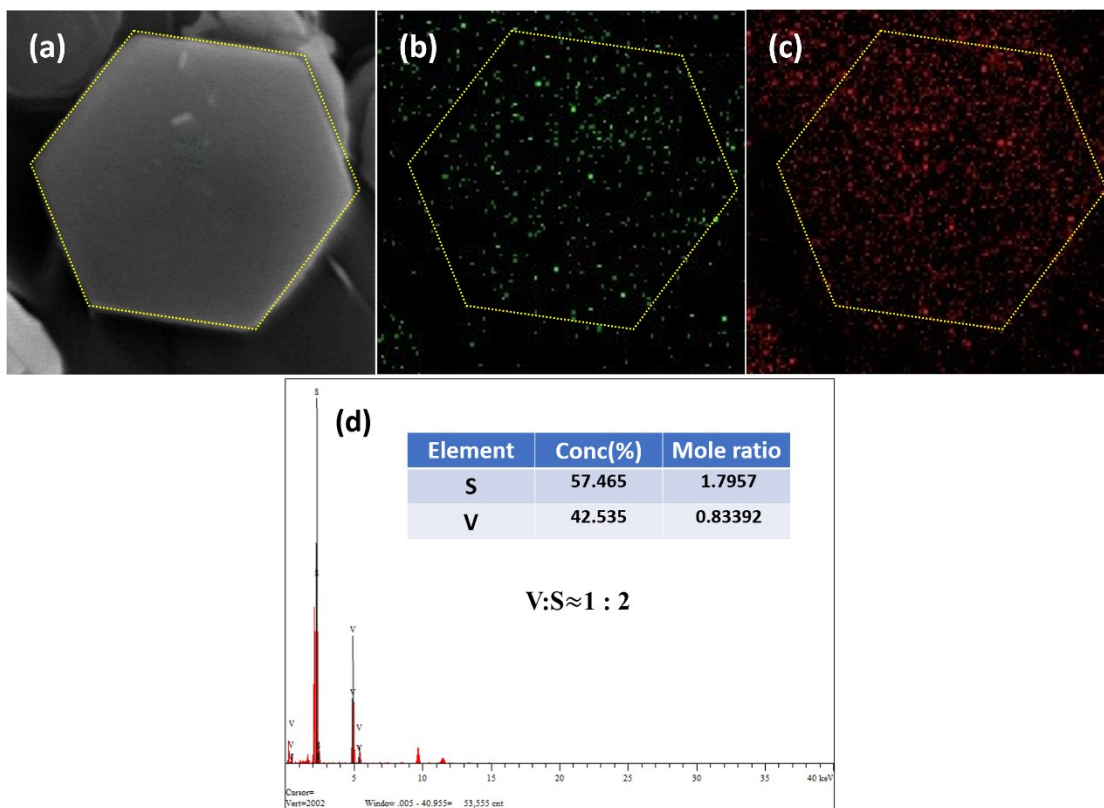 (a)
(b)
(c)
S
(d)
Element Conc(%) Mole ratio
S 57.465 1.7957
V 42.535 0.83392
S
V:S≈1 : 2
V
V
V
V
V
V
S
0 5 10 15 20 25 30 35 40 keV
Cursor=
Vert=2002 Window .005 - 40.955= 53,555 cnt